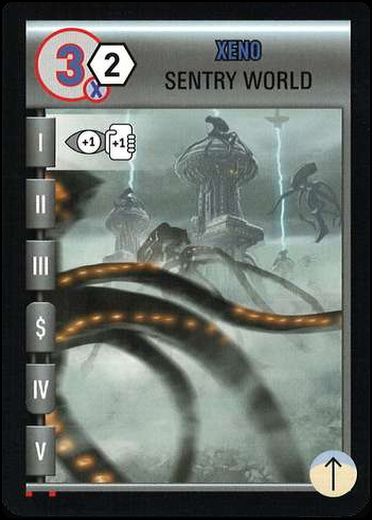 3 X 2
XENO
SENTRY WORLD
I
+1 +1
II
III
$
IV
V